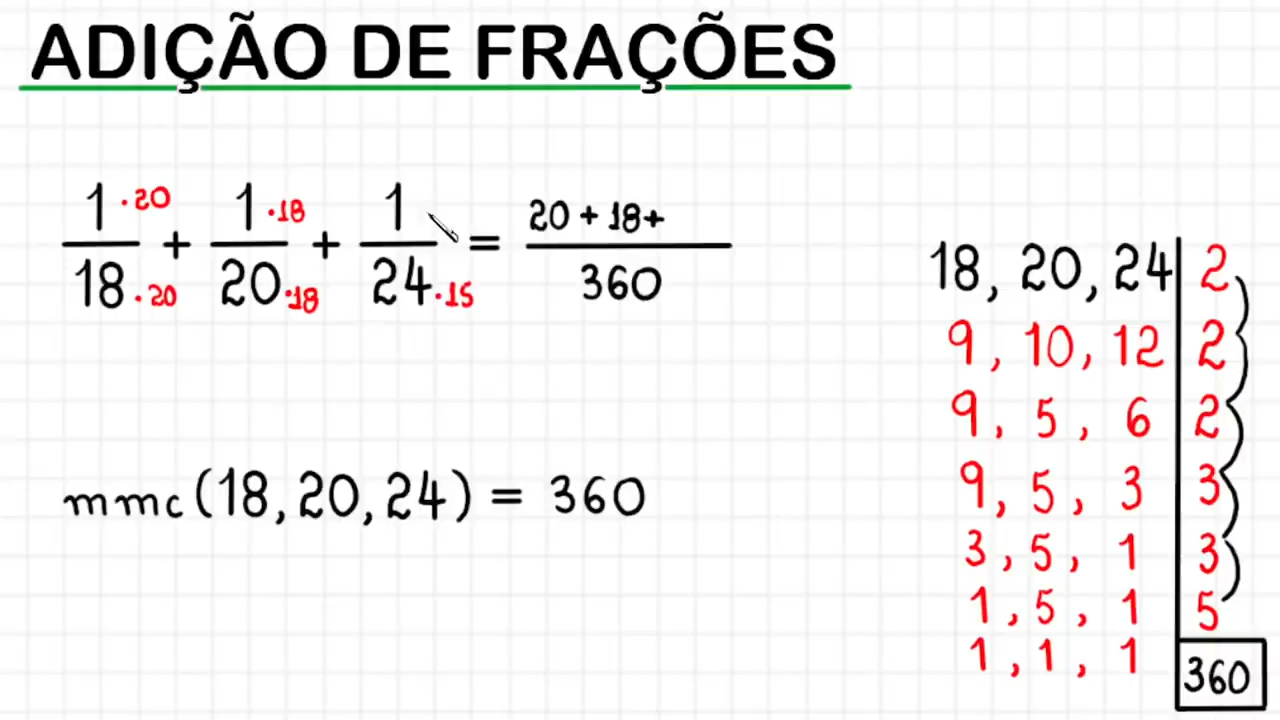 ADIÇÃO DE FRAÇÕES
1 ·20 / 18 ·20 + 1 ·18 / 20 ·18 + 1 / 24 ·15 = 20 + 18 + / 360
mmc (18, 20, 24) = 360
18, 20, 24 | 2
9, 10, 12 | 2
9, 5, 6 | 2
9, 5, 3 | 3
3, 5, 1 | 3
1, 5, 1 | 5
1, 1, 1 | 360